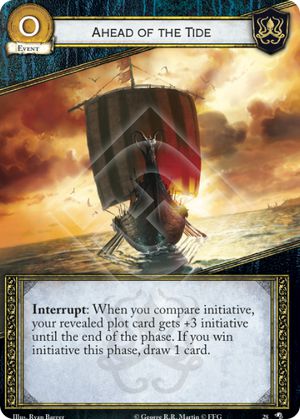 0
AHEAD OF THE TIDE
EVENT
Interrupt: When you compare initiative,
your revealed plot card gets +3 initiative
until the end of the phase. If you win
initiative this phase, draw 1 card.
Illus. Ryan Barger
© George R.R. Martin © FFG
28